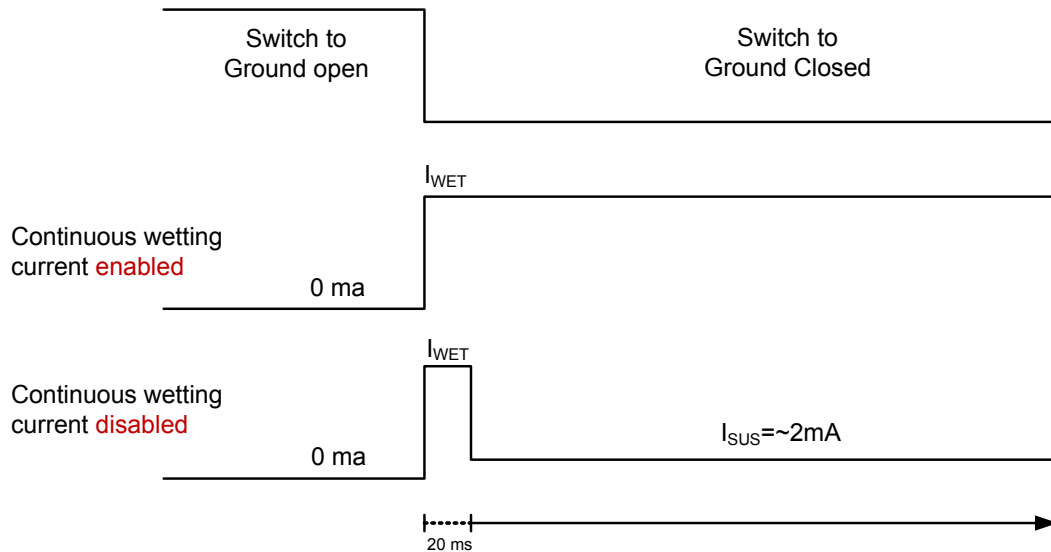 Switch to
Ground open
Switch to
Ground Closed
IWET
Continuous wetting
current enabled
0 ma
IWET
Continuous wetting
current disabled
0 ma
ISUS=~2mA
20 ms